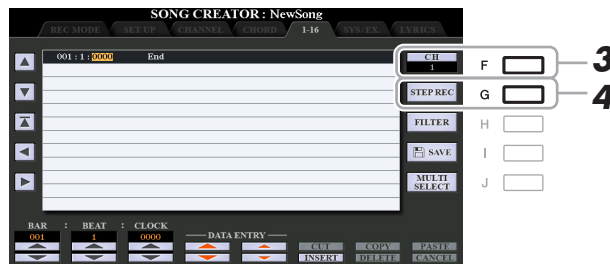 SONG CREATOR : NewSong
REC MODE SET UP CHANNEL CHORD 1-16 SYS/EX. LYRICS
001 : 1 : 0000 End
CH
1
F
3
STEP REC
G
4
FILTER
H
SAVE
I
MULTI
SELECT
J
BAR : BEAT : CLOCK
DATA ENTRY
001 1 0000
CUT COPY PASTE
INSERT DELETE CANCEL